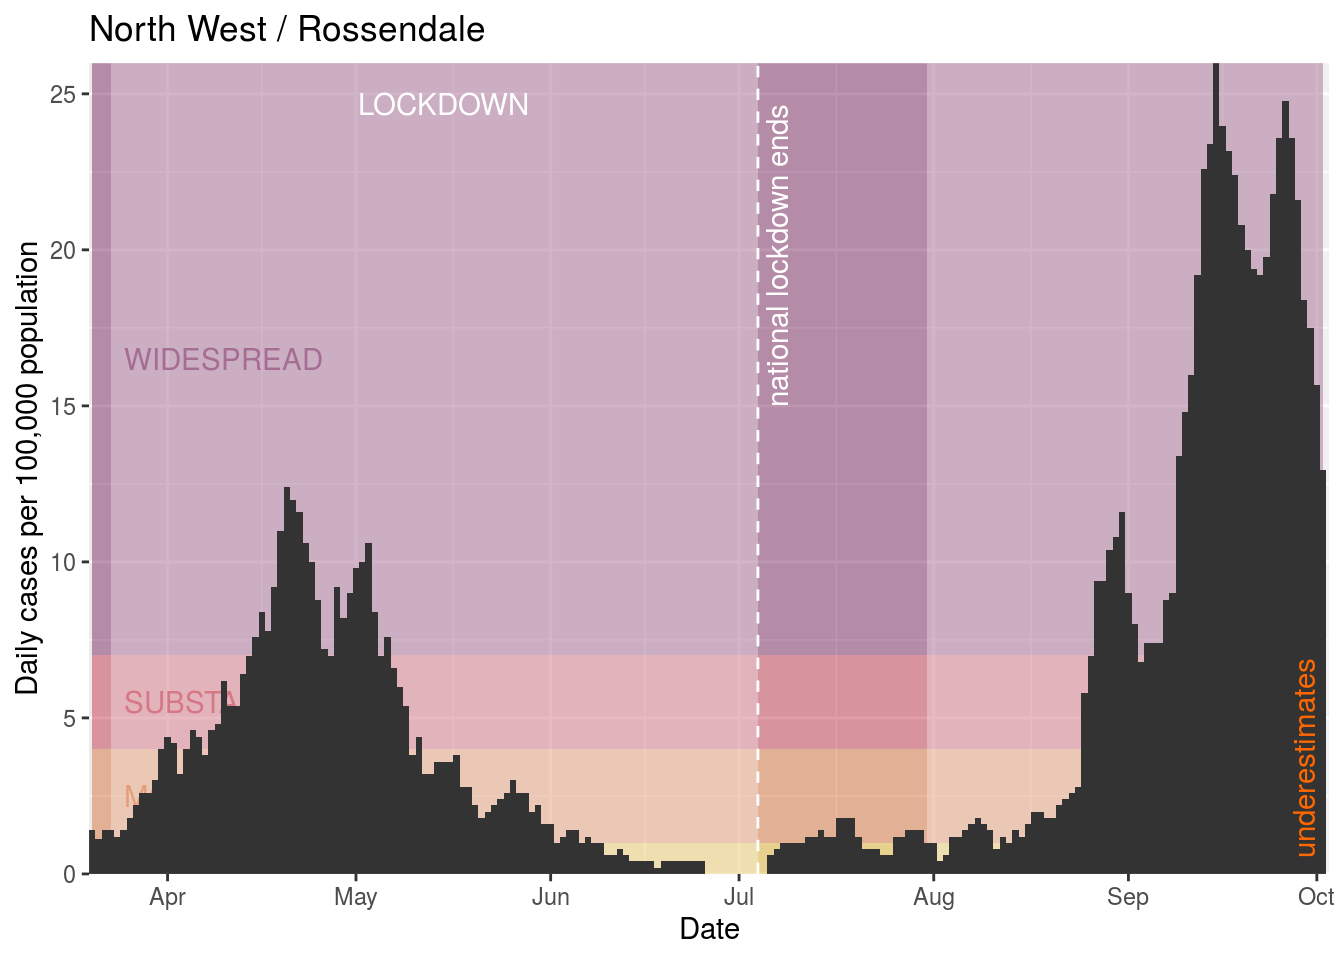 North West / Rossendale
25
20
15
10
5
0
Daily cases per 100,000 population
LOCKDOWN
national lockdown ends
WIDESPREAD
SUBSTA
M
underestimates
Apr
May
Jun
Jul
Aug
Sep
Oct
Date